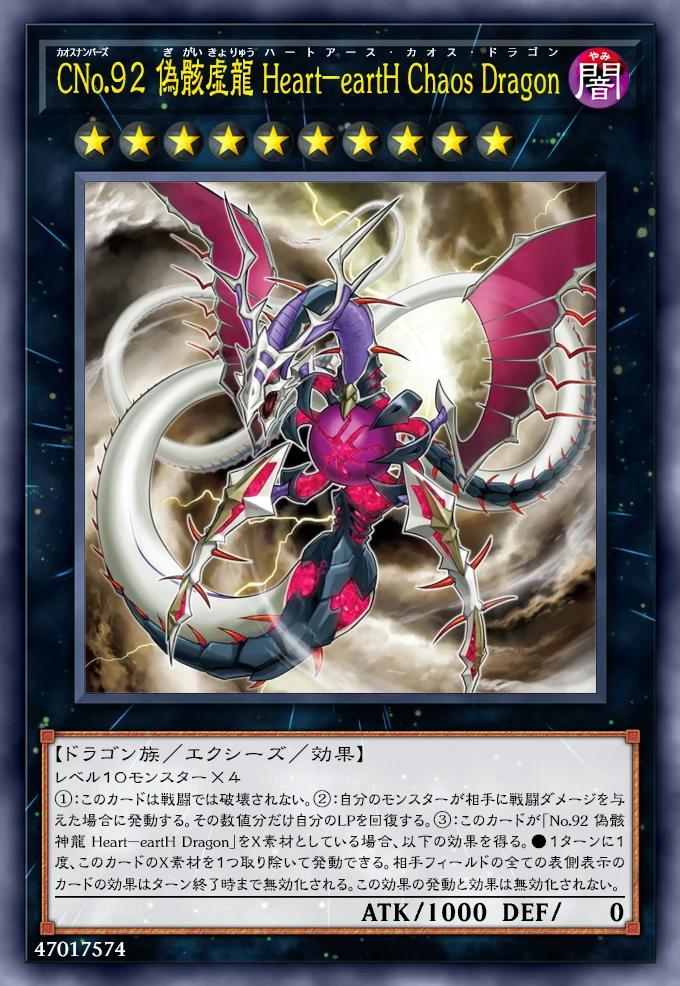 カオスナンバーズ ぎがいきょりゅう ハートアース・カオス・ドラゴン
CNo.92 偽骸虚龍 Heart−eartH Chaos Dragon
やみ
闇
【ドラゴン族／エクシーズ／効果】
レベル10モンスター×4
①：このカードは戦闘では破壊されない。②：自分のモンスターが相手に戦闘ダメージを与
えた場合に発動する。その数値分だけ自分のLPを回復する。③：このカードが「No.92 偽骸
神龍 Heart−eartH Dragon」をX素材としている場合、以下の効果を得る。●1ターンに1
度、このカードのX素材を1つ取り除いて発動できる。相手フィールドの全ての表側表示の
カードの効果はターン終了時まで無効化される。この効果の発動と効果は無効化されない。
ATK/1000 DEF/ 0
47017574